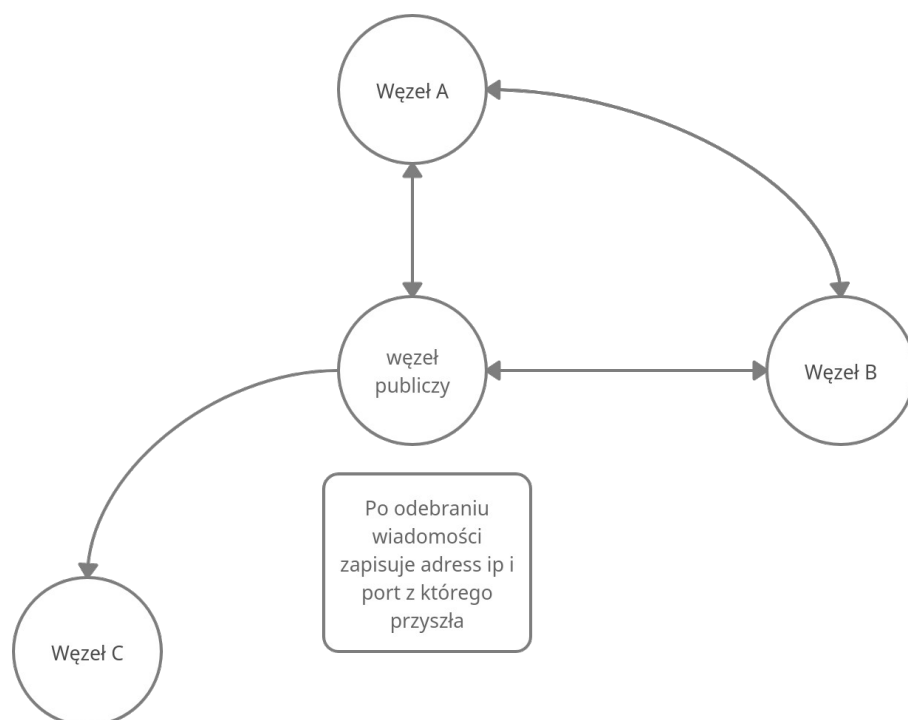 Węzeł A
węzeł
publiczy
Węzeł B
Po odebraniu
wiadomości
zapisuje adress ip i
port z którego
przyszła
Węzeł C